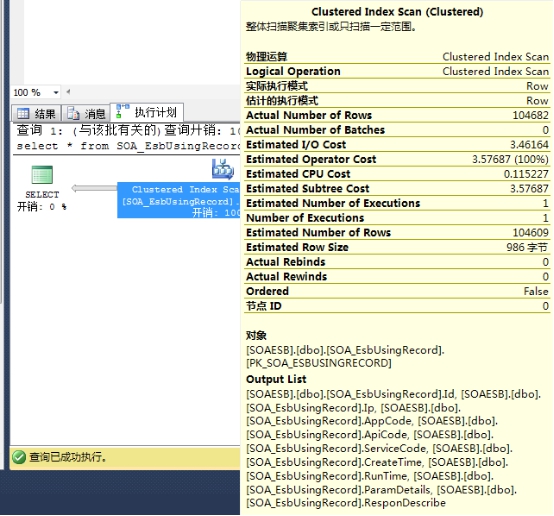 100 %
结果 消息 执行计划
查询 1: (与该批有关的)查询开销: 10
select * from SOA_EsbUsingRecord
SELECT
开销: 0 %
Clustered Index Sca
[SOA_EsbUsingRecord].
开销: 100
查询已成功执行。
Clustered Index Scan (Clustered)
整体扫描聚集索引或只扫描一定范围。
物理运算 Clustered Index Scan
Logical Operation Clustered Index Scan
实际执行模式 Row
估计的执行模式 Row
Actual Number of Rows 104682
Actual Number of Batches 0
Estimated I/O Cost 3.46164
Estimated Operator Cost 3.57687 (100%)
Estimated CPU Cost 0.115227
Estimated Subtree Cost 3.57687
Estimated Number of Executions 1
Number of Executions 1
Estimated Number of Rows 104609
Estimated Row Size 986 字节
Actual Rebinds 0
Actual Rewinds 0
Ordered False
节点 ID 0
对象
[SOAESB].[dbo].[SOA_EsbUsingRecord].
[PK_SOA_ESBUSINGRECORD]
Output List
[SOAESB].[dbo].[SOA_EsbUsingRecord].Id, [SOAESB].[dbo].
[SOA_EsbUsingRecord].Ip, [SOAESB].[dbo].
[SOA_EsbUsingRecord].AppCode, [SOAESB].[dbo].
[SOA_EsbUsingRecord].ApiCode, [SOAESB].[dbo].
[SOA_EsbUsingRecord].ServiceCode, [SOAESB].[dbo].
[SOA_EsbUsingRecord].CreateTime, [SOAESB].[dbo].
[SOA_EsbUsingRecord].RunTime, [SOAESB].[dbo].
[SOA_EsbUsingRecord].ParamDetails, [SOAESB].[dbo].
[SOA_EsbUsingRecord].ResponDescribe